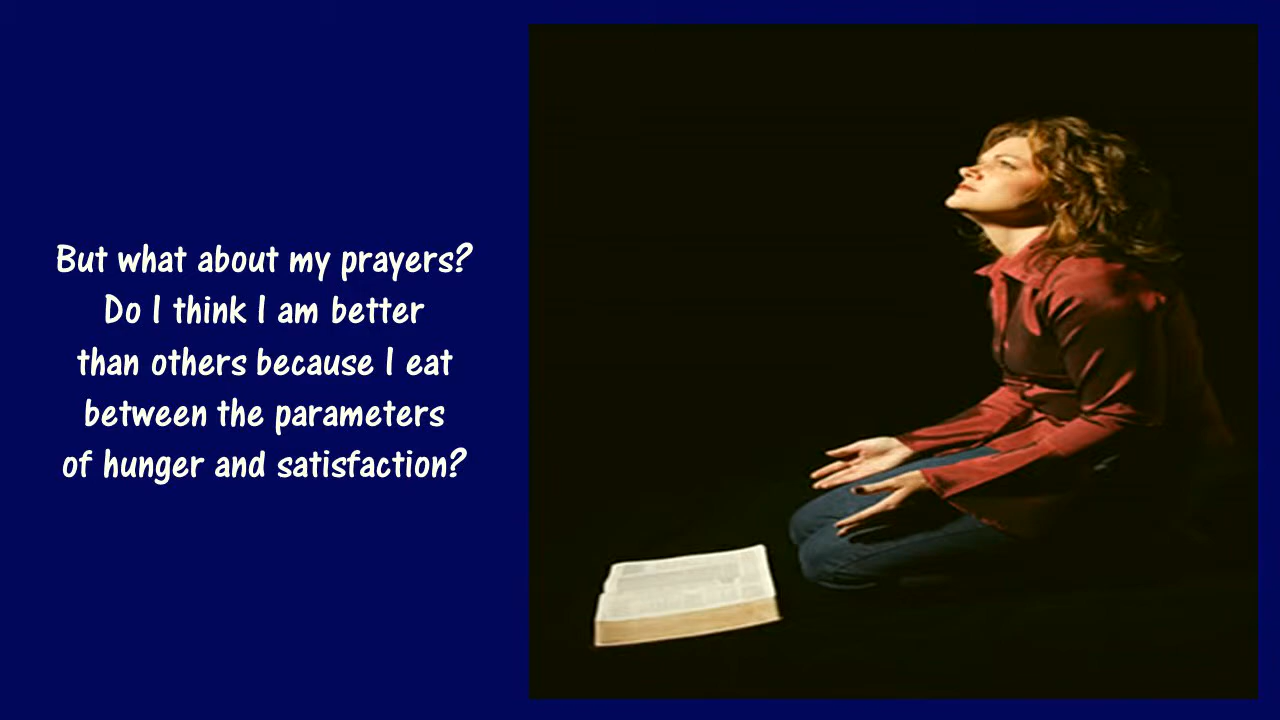 But what about my prayers?
Do I think I am better
than others because I eat
between the parameters
of hunger and satisfaction?